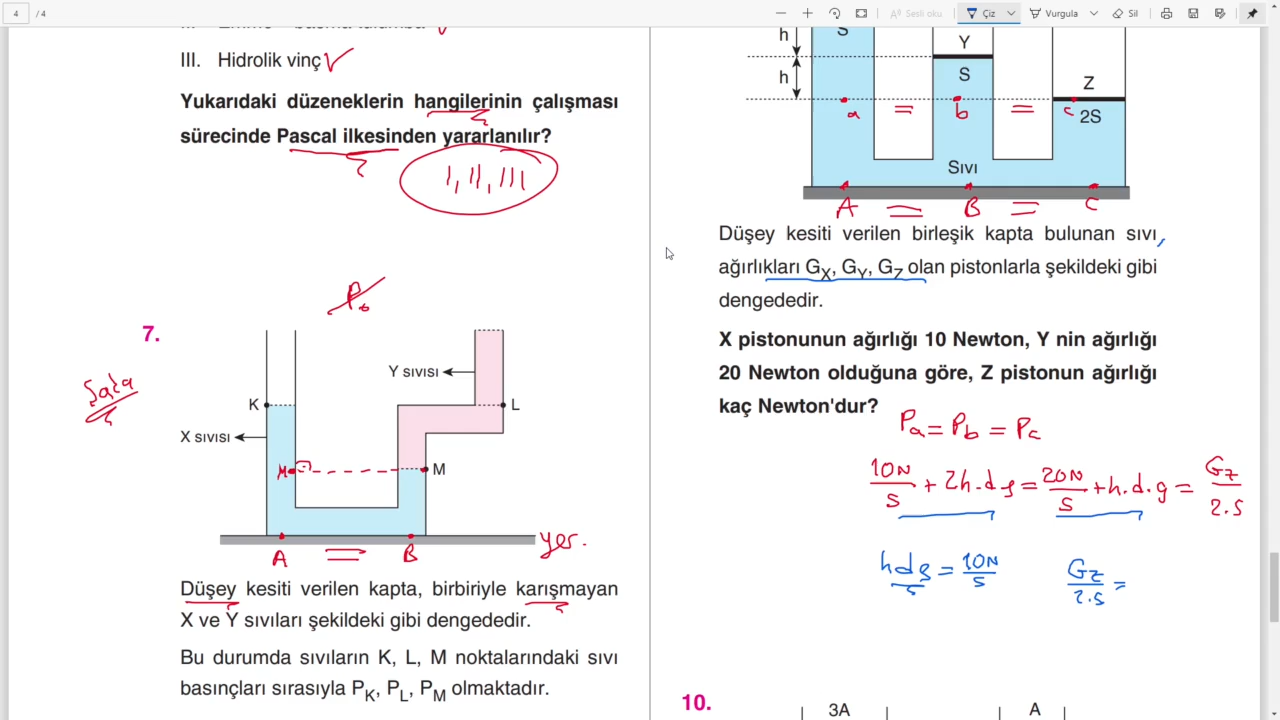 4 / 4
Sesli oku
Çiz
Vurgula
Sil
III. Hidrolik vinç
Yukarıdaki düzeneklerin hangilerinin çalışması
sürecinde Pascal ilkesinden yararlanılır?
I, II, III
P₀
7.
Y sıvısı
K
L
X sıvısı
M
M
A = B
yer.
Düşey kesiti verilen kapta, birbiriyle karışmayan
X ve Y sıvıları şekildeki gibi dengededir.
Bu durumda sıvıların K, L, M noktalarındaki sıvı
basınçları sırasıyla P_K, P_L, P_M olmaktadır.
h
S
Y
h
S
Z
a = b = c
2S
Sıvı
A = B = C
Düşey kesiti verilen birleşik kapta bulunan sıvı,
ağırlıkları G_X, G_Y, G_Z olan pistonlarla şekildeki gibi
dengededir.
X pistonunun ağırlığı 10 Newton, Y nin ağırlığı
20 Newton olduğuna göre, Z pistonun ağırlığı
kaç Newton'dur?
Pa = Pb = Pc
10N/S + 2h.dg = 20N/S + h.d.g = Gz/2.S
hdg = 10N/S
Gz/2.S =
10.
3A
A